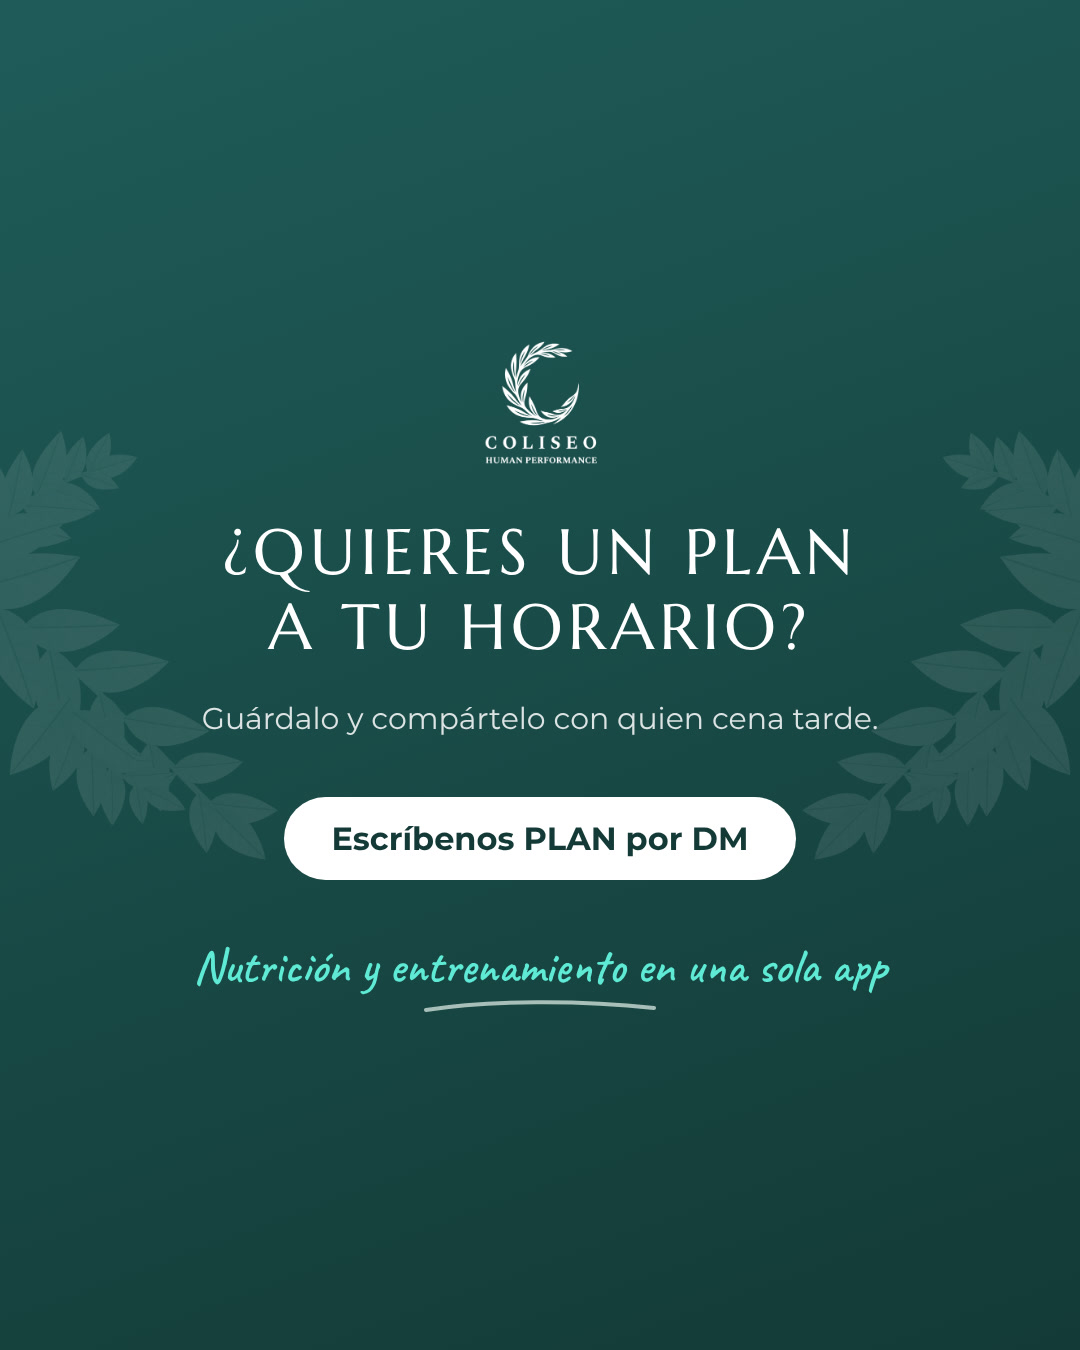 COLISEO
HUMAN PERFORMANCE
¿QUIERES UN PLAN
A TU HORARIO?
Guárdalo y compártelo con quien cena tarde.
Escríbenos PLAN por DM
Nutrición y entrenamiento en una sola app